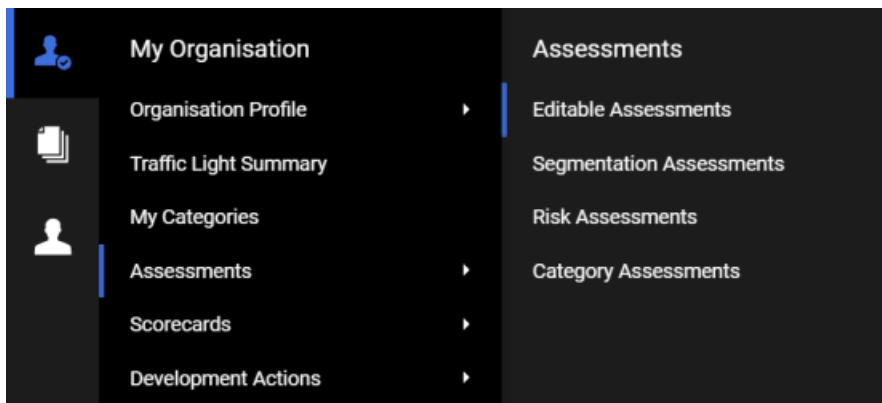 My Organisation
Organisation Profile
Traffic Light Summary
My Categories
Assessments
Scorecards
Development Actions
Assessments
Editable Assessments
Segmentation Assessments
Risk Assessments
Category Assessments